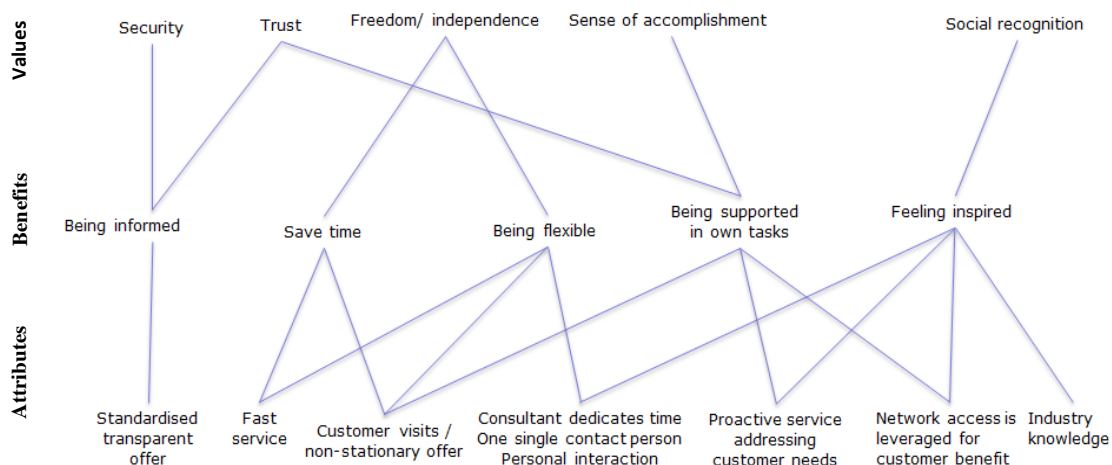 Values
Security
Trust
Freedom/ independence
Sense of accomplishment
Social recognition
Benefits
Being informed
Save time
Being flexible
Being supported
in own tasks
Feeling inspired
Attributes
Standardised
transparent
offer
Fast
service
Customer visits /
non-stationary offer
Consultant dedicates time
One single contact person
Personal interaction
Proactive service
addressing
customer needs
Network access is
leveraged for
customer benefit
Industry
knowledge